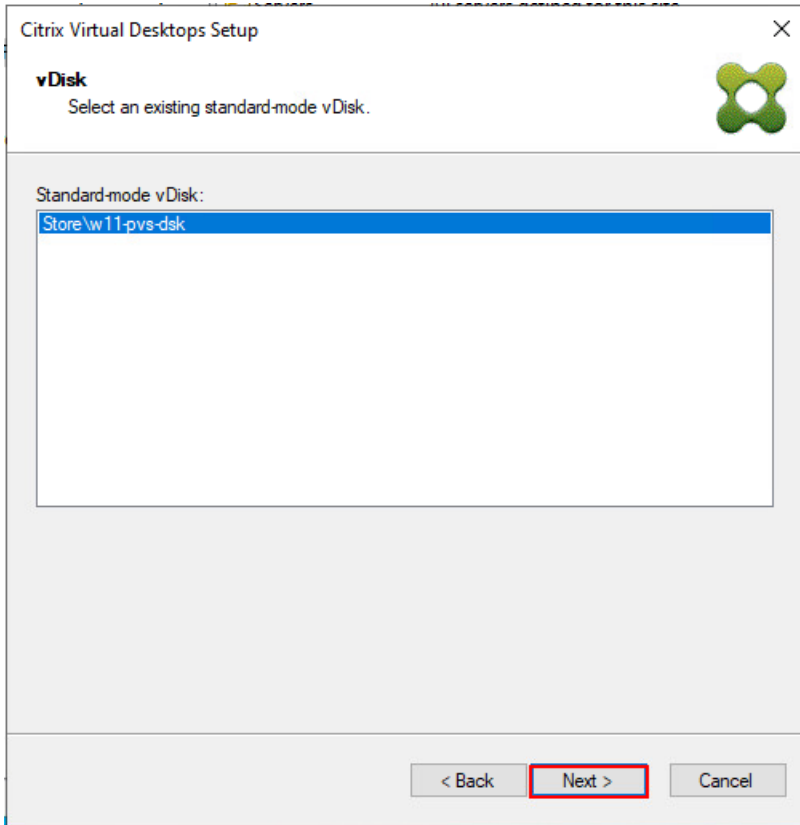 Citrix Virtual Desktops Setup
vDisk
Select an existing standard-mode vDisk.
Standard-mode vDisk:
Store\w11-pvs-dsk
< Back
Next >
Cancel